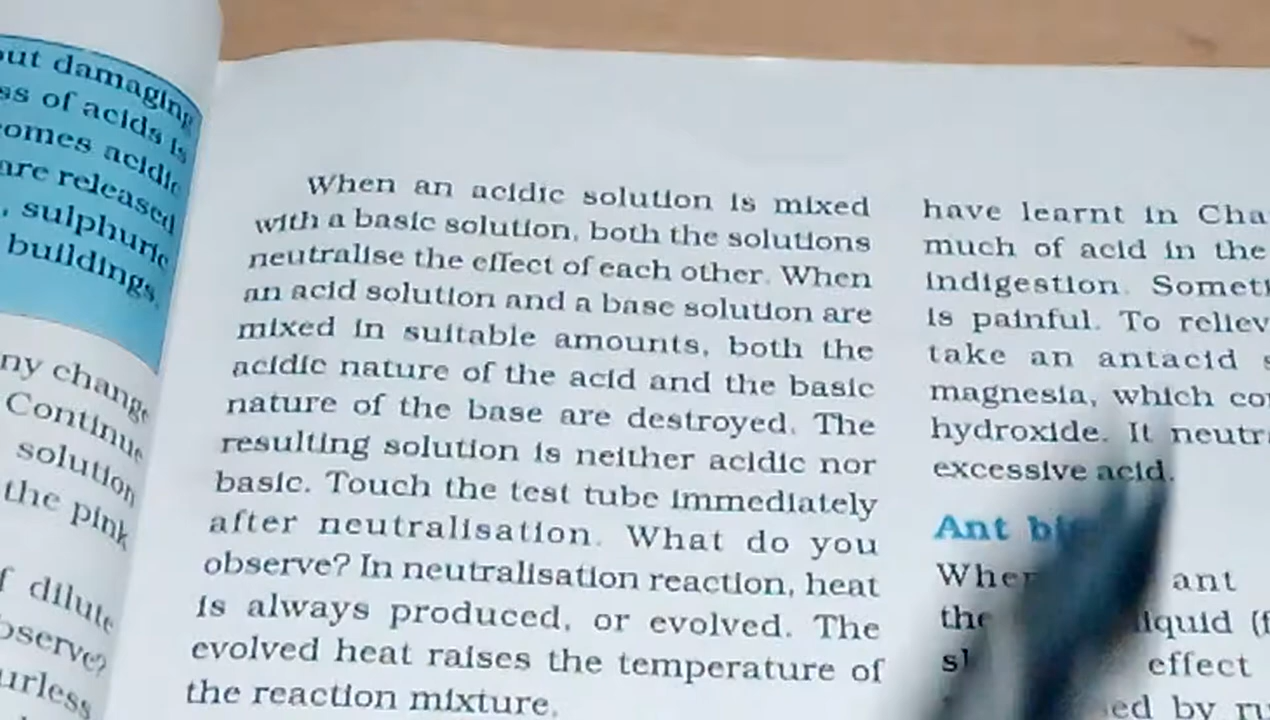 out damaging
ss of acids is
comes acidic
are released
, sulphuric
buildings.
ny change
Continue
solution
the pink
f dilute
observe?
urless
When an acidic solution is mixed
with a basic solution, both the solutions
neutralise the effect of each other. When
an acid solution and a base solution are
mixed in suitable amounts, both the
acidic nature of the acid and the basic
nature of the base are destroyed. The
resulting solution is neither acidic nor
basic. Touch the test tube immediately
after neutralisation. What do you
observe? In neutralisation reaction, heat
is always produced, or evolved. The
evolved heat raises the temperature of
the reaction mixture.
have learnt in Cha
much of acid in the
indigestion. Somet
is painful. To reliev
take an antacid s
magnesia, which co
hydroxide. It neutr
excessive acid.
Ant
ant
the iquid (f
effect
ed by ru